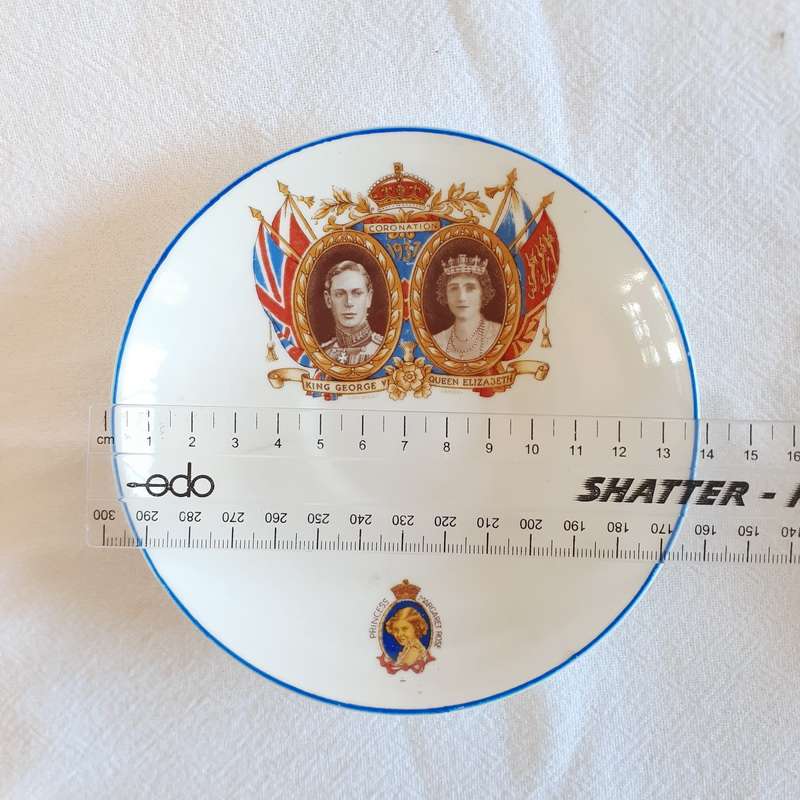 CORONATION
1937
KING GEORGE VI
QUEEN ELIZABETH
cm 1 2 3 4 5 6 7 8 9 10 11 12 13 14 15 16
edo
SHATTER -
300 290 280 270 260 250 240 230 220 210 200 190 180 170 160 150 140
PRINCESS MARGARET ROSE